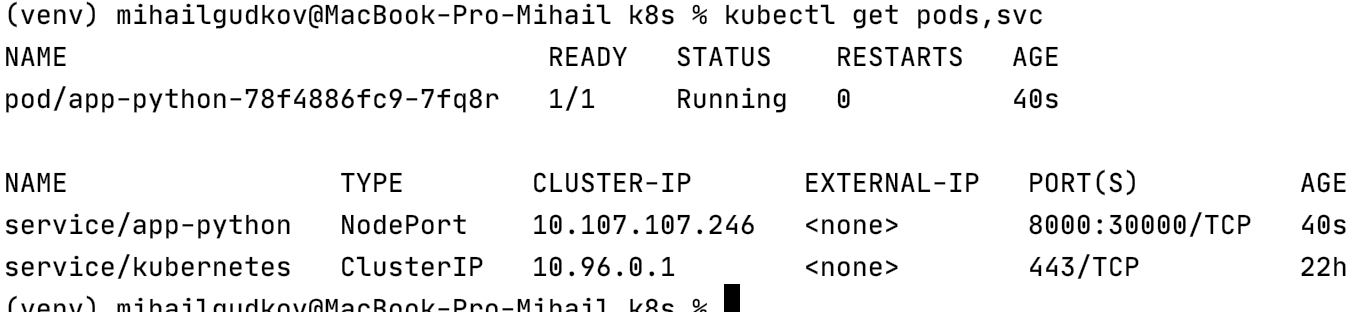 (venv) mihailgudkov@MacBook-Pro-Mihail k8s % kubectl get pods,svc
NAME                               READY   STATUS    RESTARTS   AGE
pod/app-python-78f4886fc9-7fq8r   1/1     Running   0          40s

NAME                 TYPE        CLUSTER-IP       EXTERNAL-IP   PORT(S)          AGE
service/app-python   NodePort    10.107.107.246   <none>        8000:30000/TCP   40s
service/kubernetes   ClusterIP   10.96.0.1        <none>        443/TCP          22h
(venv) mihailgudkov@MacBook-Pro-Mihail k8s %